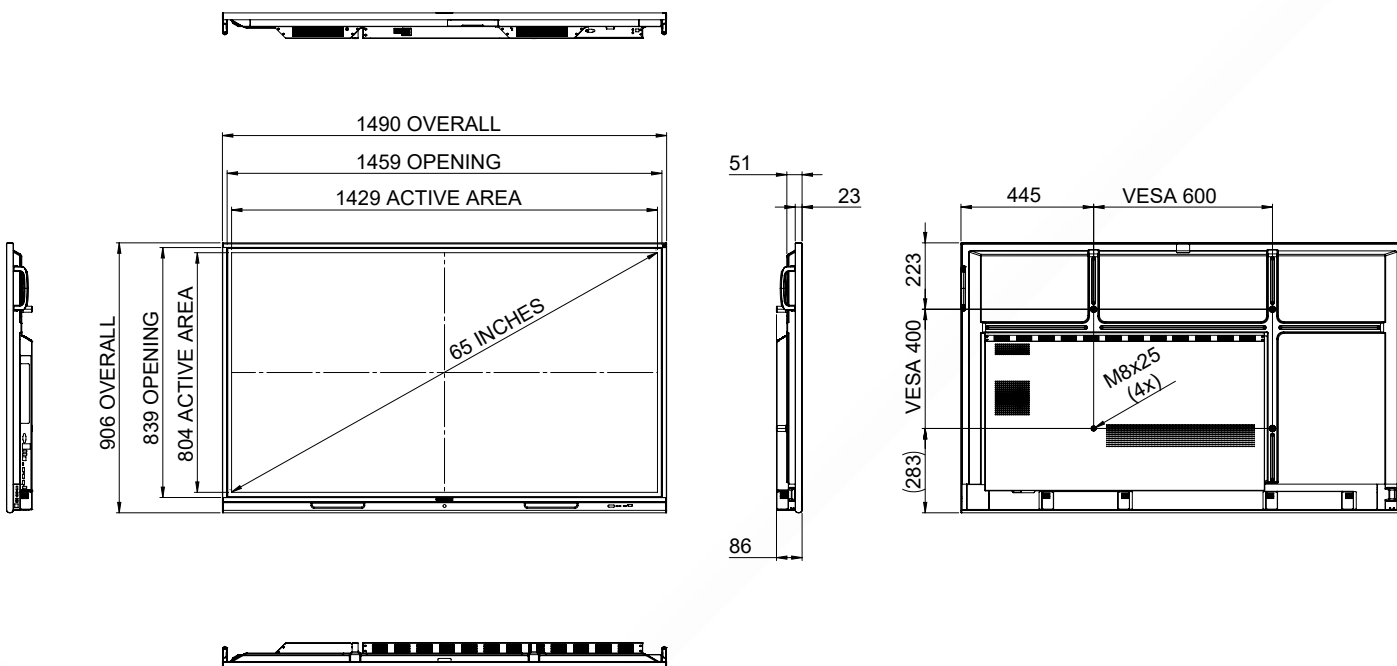 1490 OVERALL
1459 OPENING
1429 ACTIVE AREA
906 OVERALL
839 OPENING
804 ACTIVE AREA
65 INCHES
51
23
86
445
VESA 600
223
VESA 400
(283)
M8x25
(4x)